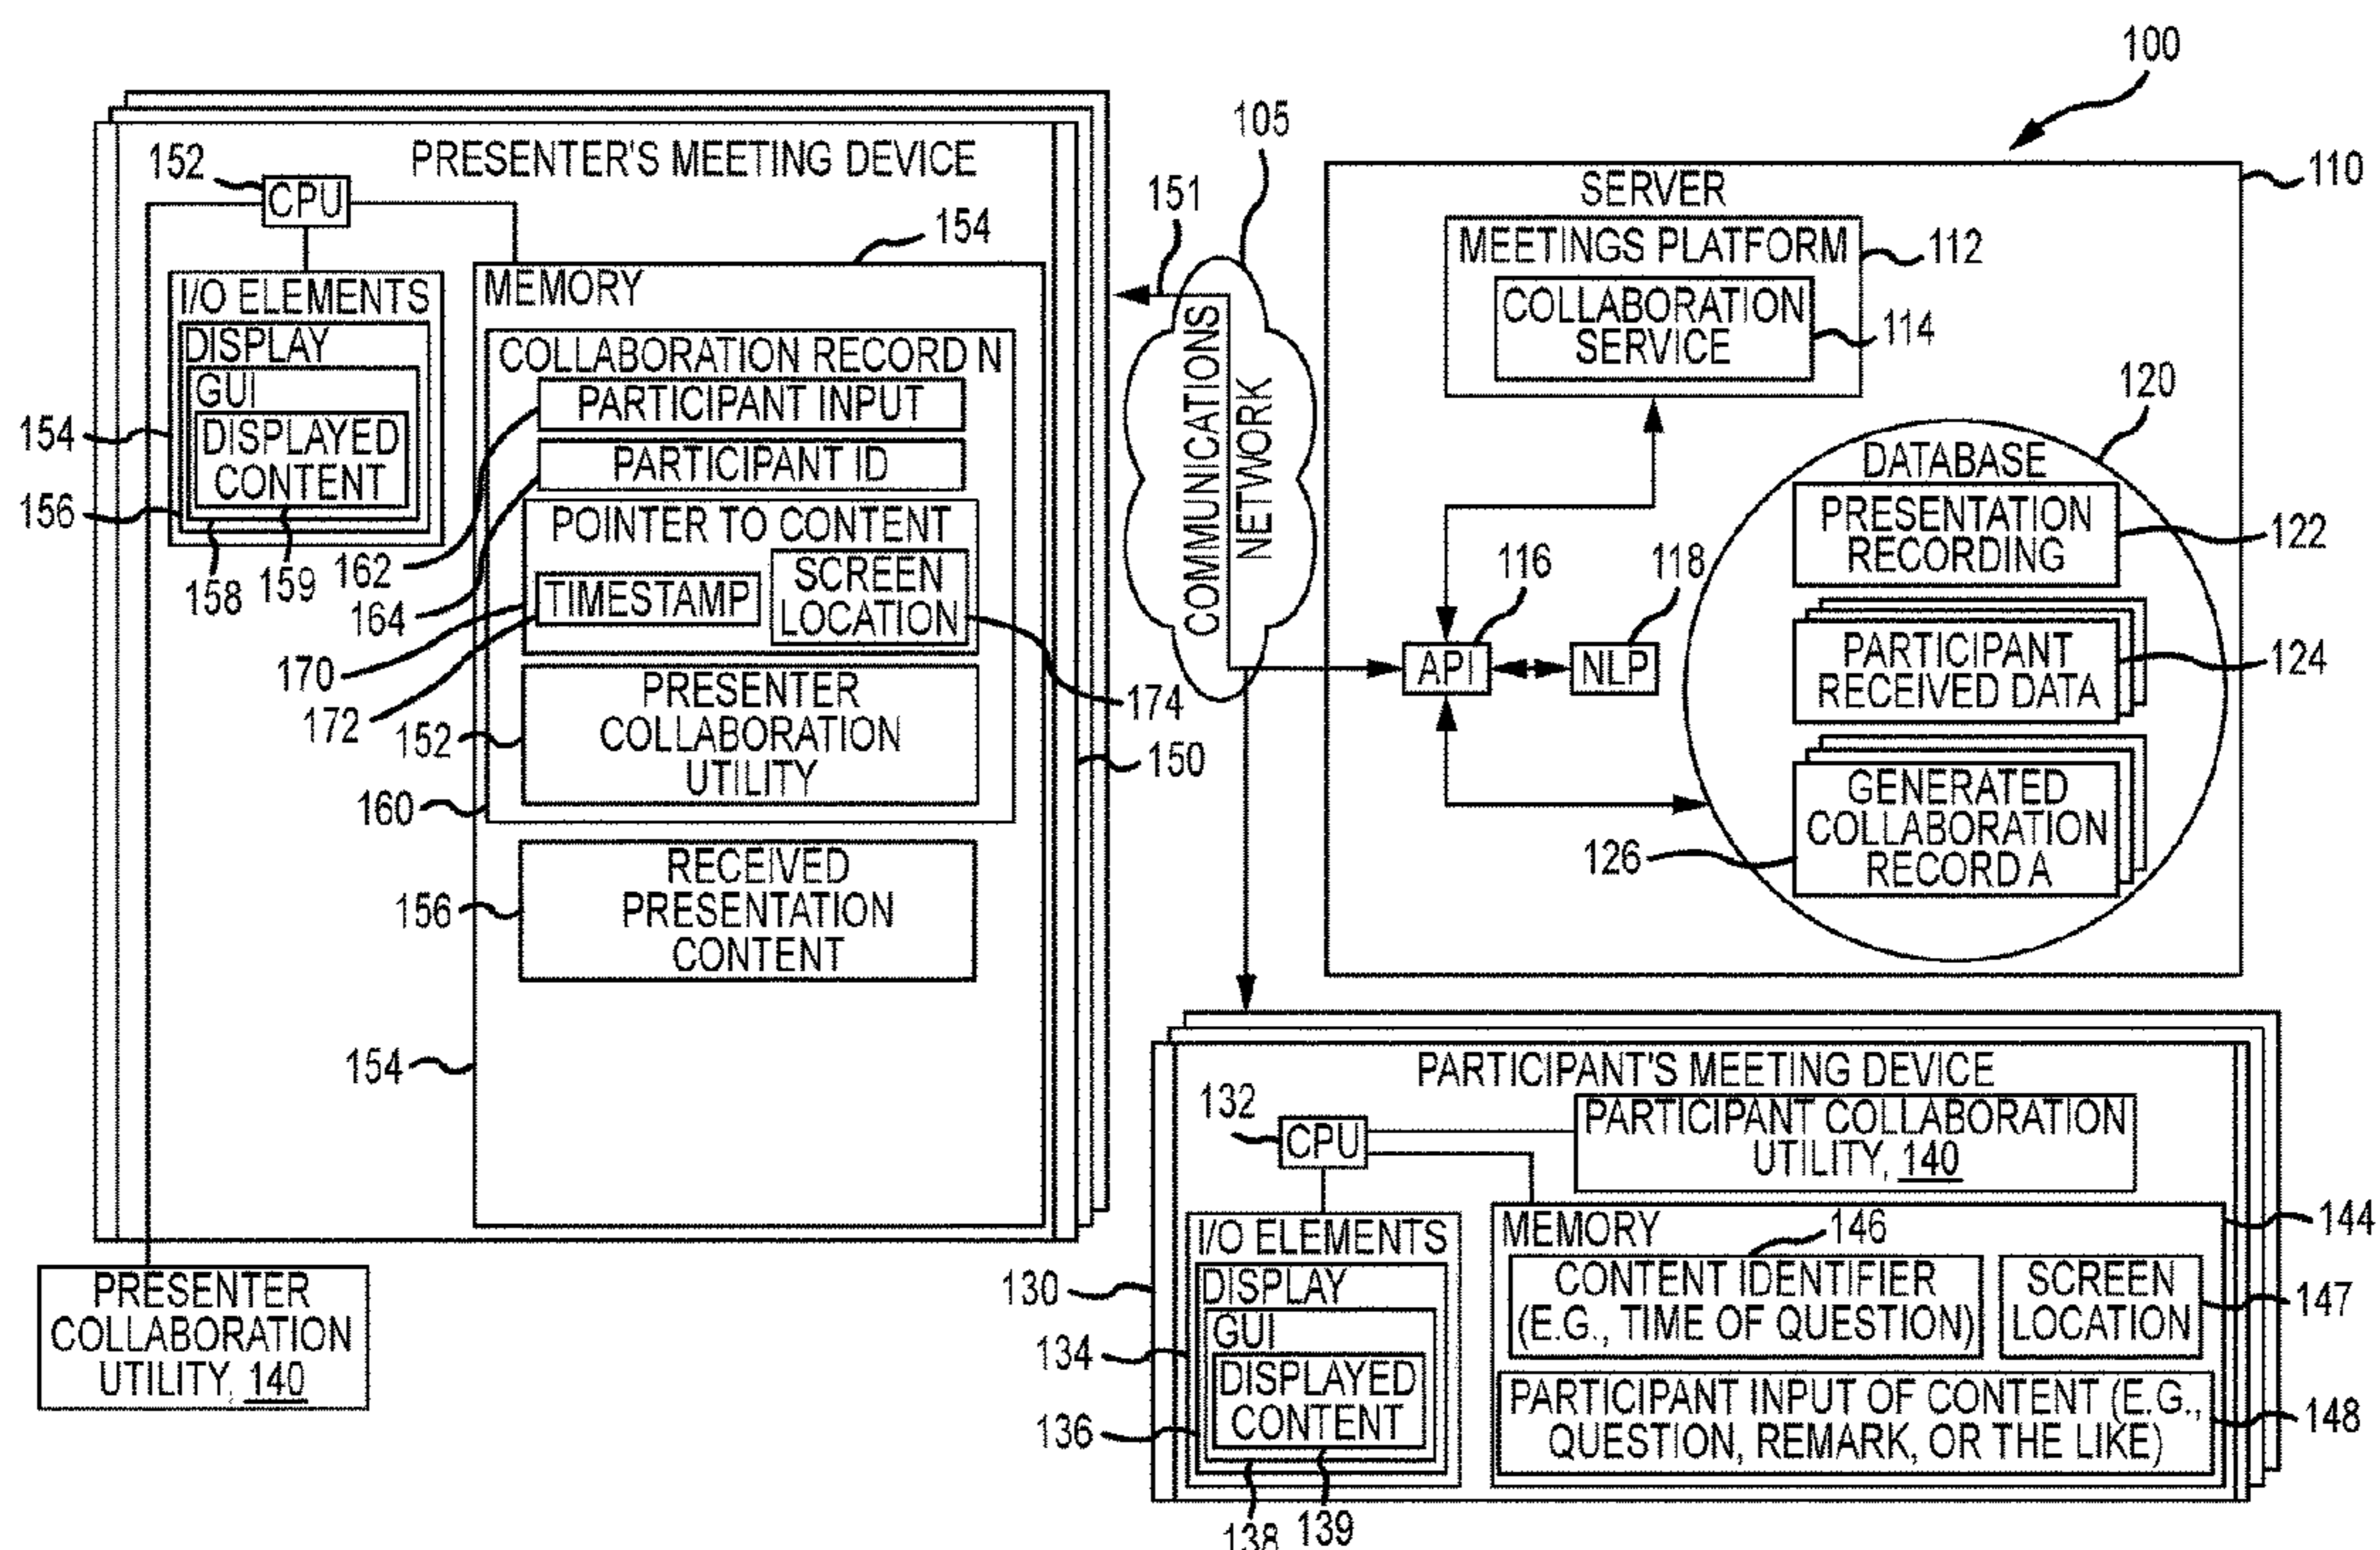 100
PRESENTER'S MEETING DEVICE
152
CPU
154
I/O ELEMENTS
DISPLAY
GUI
DISPLAYED
CONTENT
154
156
158
159
MEMORY
COLLABORATION RECORD N
PARTICIPANT INPUT
PARTICIPANT ID
POINTER TO CONTENT
TIMESTAMP
SCREEN
LOCATION
162
164
170
172
174
PRESENTER
COLLABORATION
UTILITY
152
160
150
RECEIVED
PRESENTATION
CONTENT
156
154
PRESENTER
COLLABORATION
UTILITY, 140
151
105
COMMUNICATIONS
NETWORK
SERVER
110
MEETINGS PLATFORM
112
COLLABORATION
SERVICE
114
120
DATABASE
PRESENTATION
RECORDING
122
116
118
API
NLP
PARTICIPANT
RECEIVED DATA
124
GENERATED
COLLABORATION
RECORD A
126
PARTICIPANT'S MEETING DEVICE
132
CPU
PARTICIPANT COLLABORATION
UTILITY, 140
I/O ELEMENTS
DISPLAY
GUI
DISPLAYED
CONTENT
130
134
136
138
139
MEMORY
144
146
CONTENT IDENTIFIER
(E.G., TIME OF QUESTION)
SCREEN
LOCATION
147
PARTICIPANT INPUT OF CONTENT (E.G.,
QUESTION, REMARK, OR THE LIKE)
148